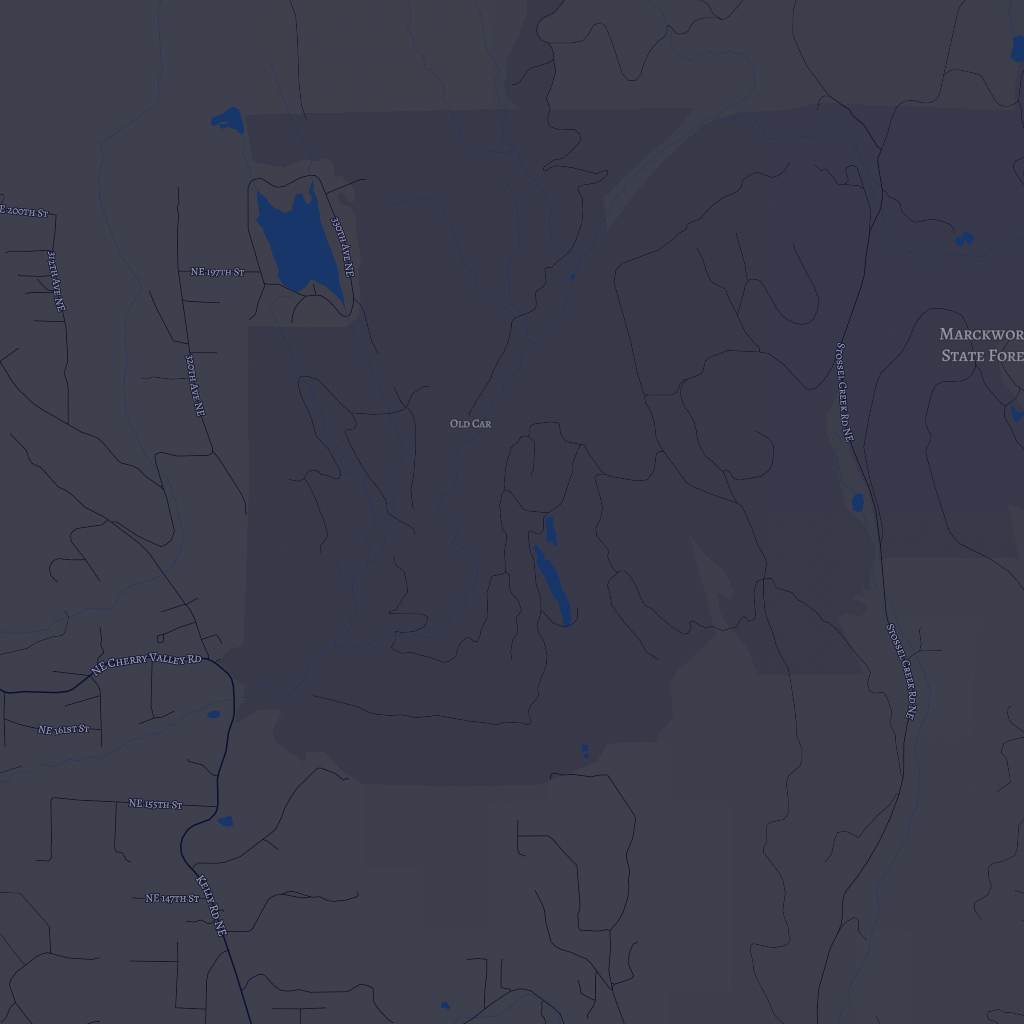 E 200TH ST
312TH AVE NE
NE 197TH ST
330TH AVE NE
320TH AVE NE
MARCKWOR
STATE FORE
STOSSEL CREEK RD NE
OLD CAR
NE CHERRY VALLEY RD
STOSSEL CREEK RD NE
NE 161ST ST
NE 155TH ST
NE 147TH ST
KELLY RD NE